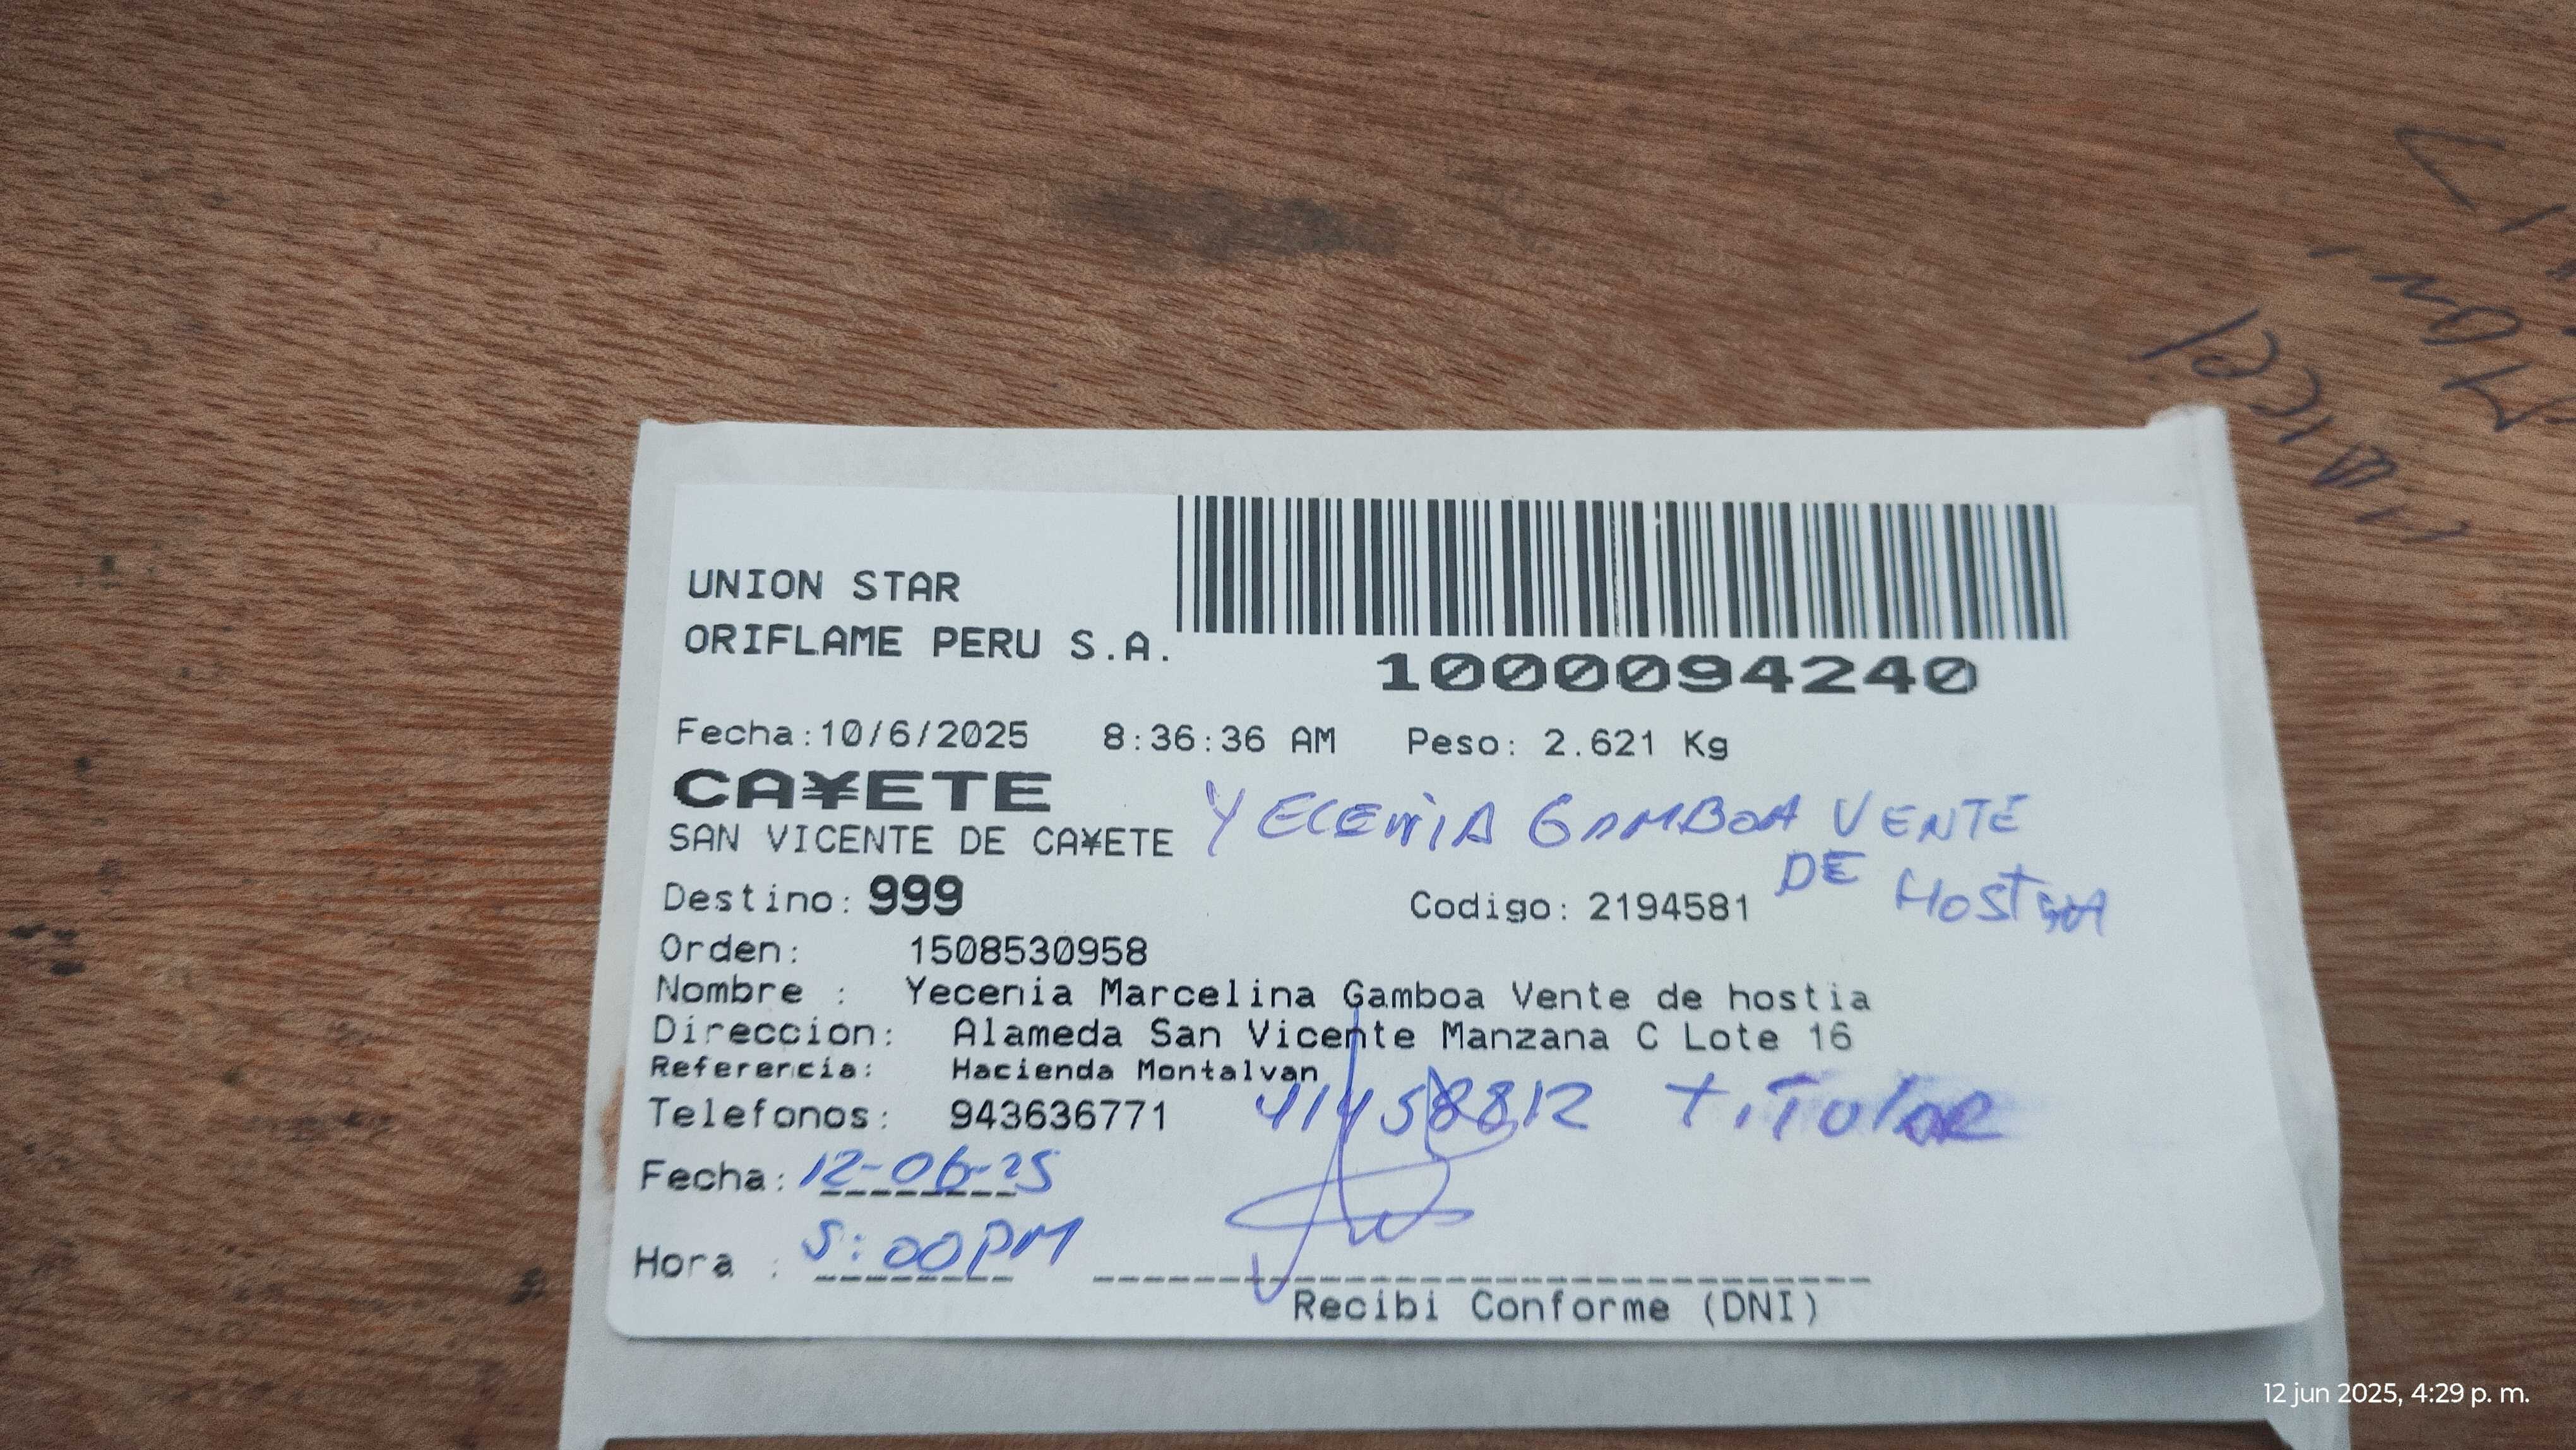 UNION STAR
ORIFLAME PERU S.A.
1000094240
Fecha:10/6/2025 8:36:36 AM Peso: 2.621 Kg
CA¥ETE
SAN VICENTE DE CA¥ETE
YECENIA GAMBOA VENTE
DE HOSTIA
Destino: 999 Codigo: 2194581
Orden: 1508530958
Nombre : Yecenia Marcelina Gamboa Vente de hostia
Direccion: Alameda San Vicente Manzana C Lote 16
Referencia: Hacienda Montalvan
Telefonos: 943636771 41458812 TiTulaR
Fecha: 12-06-25
Hora : 5:00PM
Recibi Conforme (DNI)
12 jun 2025, 4:29 p. m.